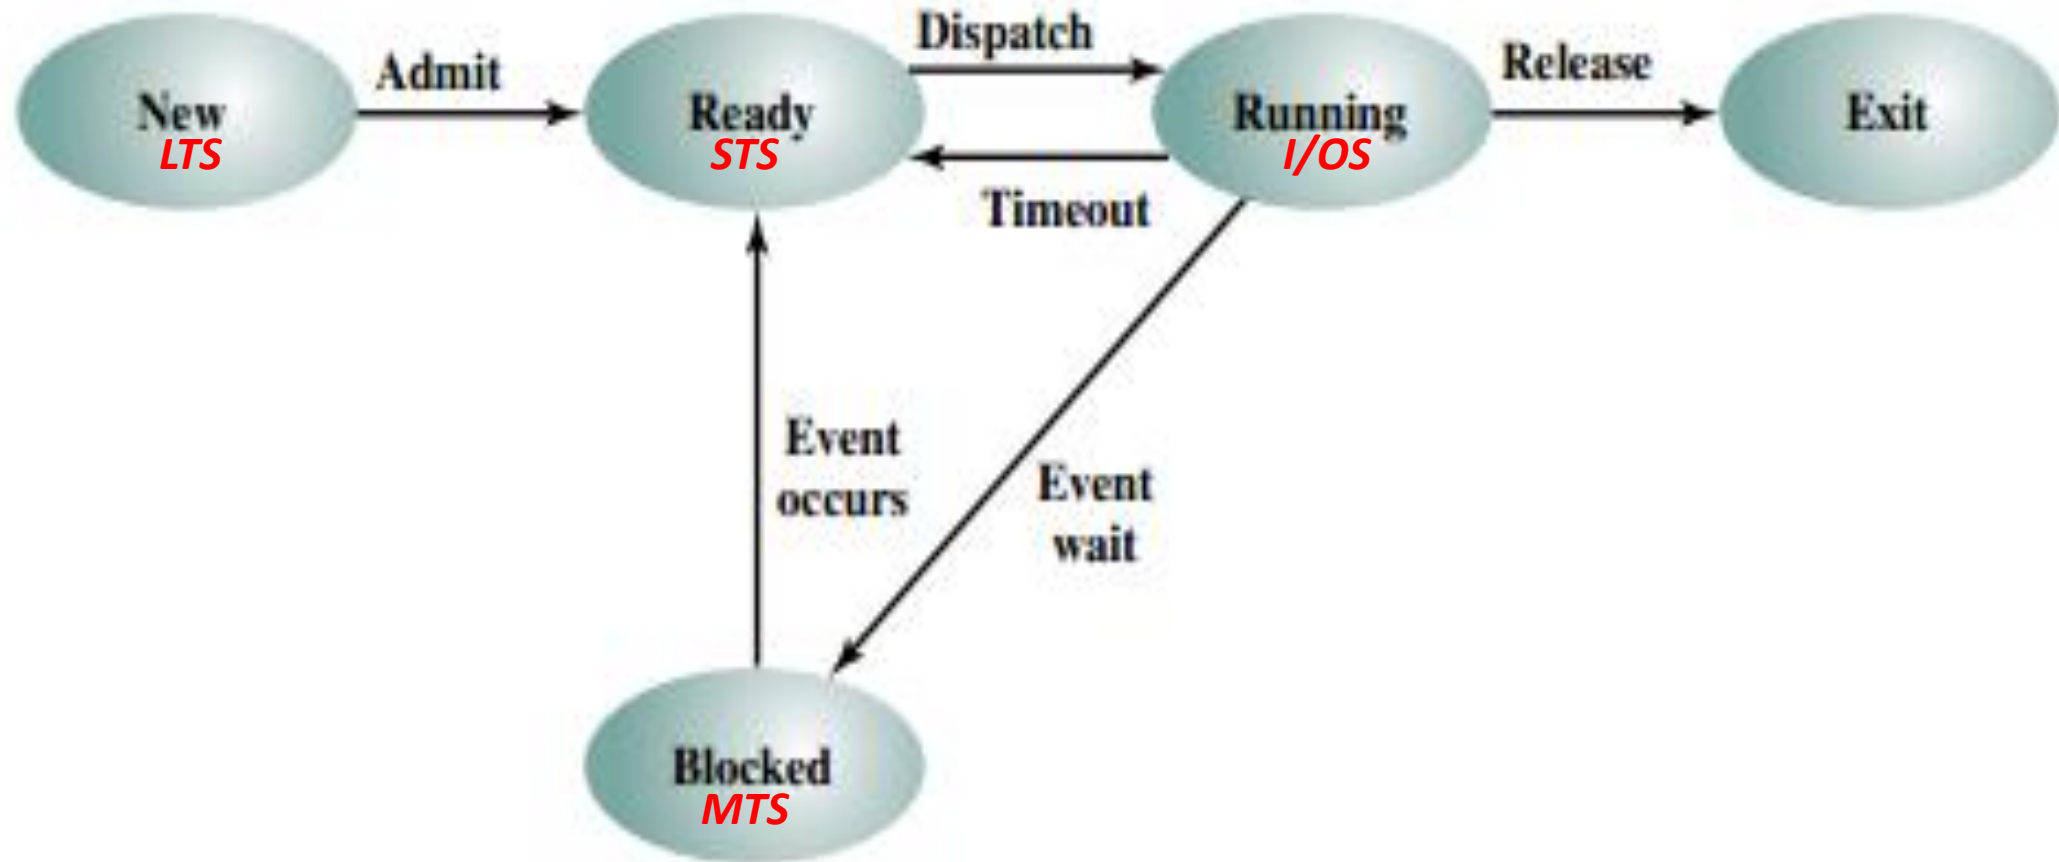 Admit
Dispatch
Release
New
LTS
Ready
STS
Running
I/OS
Exit
Timeout
Event
occurs
Event
wait
Blocked
MTS